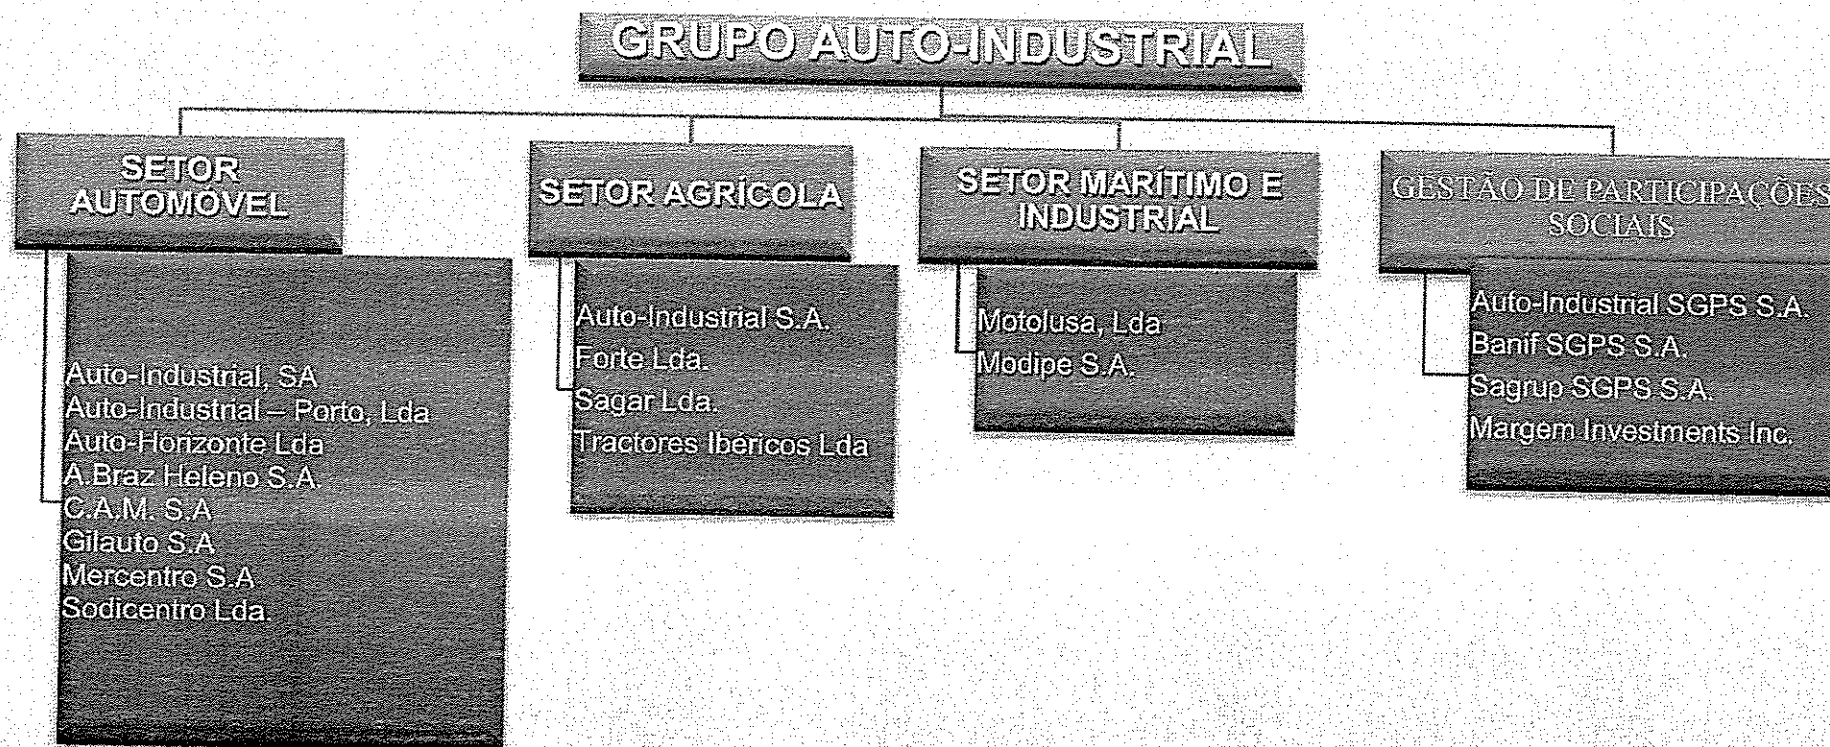 GRUPO AUTO-INDUSTRIAL
SETOR
AUTOMÓVEL
Auto-Industrial, SA
Auto-Industrial – Porto, Lda
Auto-Horizonte Lda
A.Braz Heleno S.A.
C.A.M. S.A
Gilauto S.A
Mercentro S.A
Sodicentro Lda.
SETOR AGRÍCOLA
Auto-Industrial S.A.
Forte Lda.
Sagar Lda.
Tractores Ibéricos Lda
SETOR MARÍTIMO E
INDUSTRIAL
Motolusa, Lda
Modipe S.A.
GESTÃO DE PARTICIPAÇÕES
SOCIAIS
Auto-Industrial SGPS S.A.
Banif SGPS S.A.
Sagrup SGPS S.A.
Margem Investments Inc.